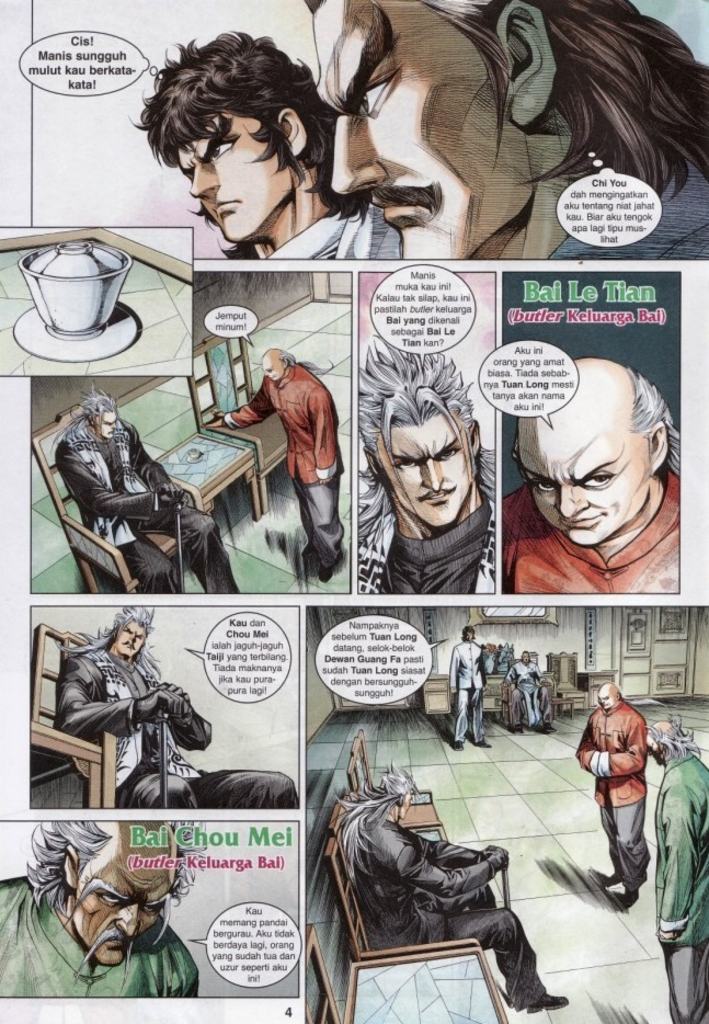 Cis!
Manis sungguh
mulut kau berkata-
kata!
Chi You
dah mengingatkan
aku tentang niat jahat
kau. Biar aku tengok
apa lagi tipu mus-
lihat
Jemput
minum!
Manis
muka kau ini!
Kalau tak silap, kau ini
pastilah butler keluarga
Bai yang dikenali
sebagai Bai Le
Tian kan?
Bai Le Tian
(butler Keluarga Bai)
Aku ini
orang yang amat
biasa. Tiada sebab-
nya Tuan Long mesti
tanya akan nama
aku ini!
Kau dan
Chou Mei
ialah jaguh-jaguh
Taiji yang terbilang.
Tiada maknanya
jika kau pura-
pura lagi!
Nampaknya
sebelum Tuan Long
datang, selok-belok
Dewan Guang Fa pasti
sudah Tuan Long siasat
dengan bersungguh-
sungguh!
Bai Chou Mei
(butler Keluarga Bai)
Kau
memang pandai
bergurau. Aku tidak
berdaya lagi, orang
yang sudah tua dan
uzur seperti aku
ini!
4